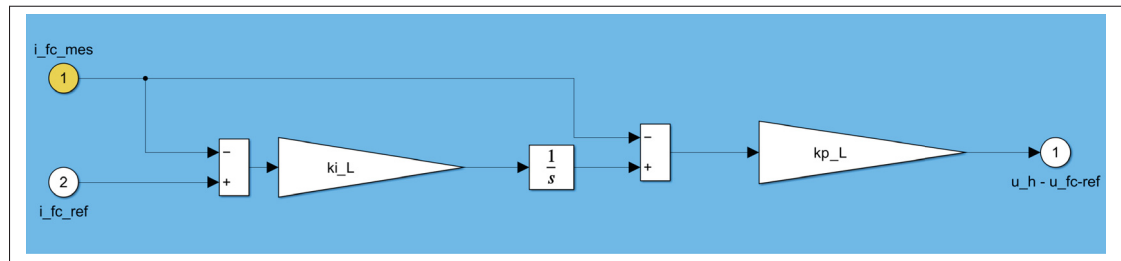 i_fc_mes
1
2
i_fc_ref
−
+
ki_L
1
s
−
+
kp_L
1
u_h - u_fc-ref